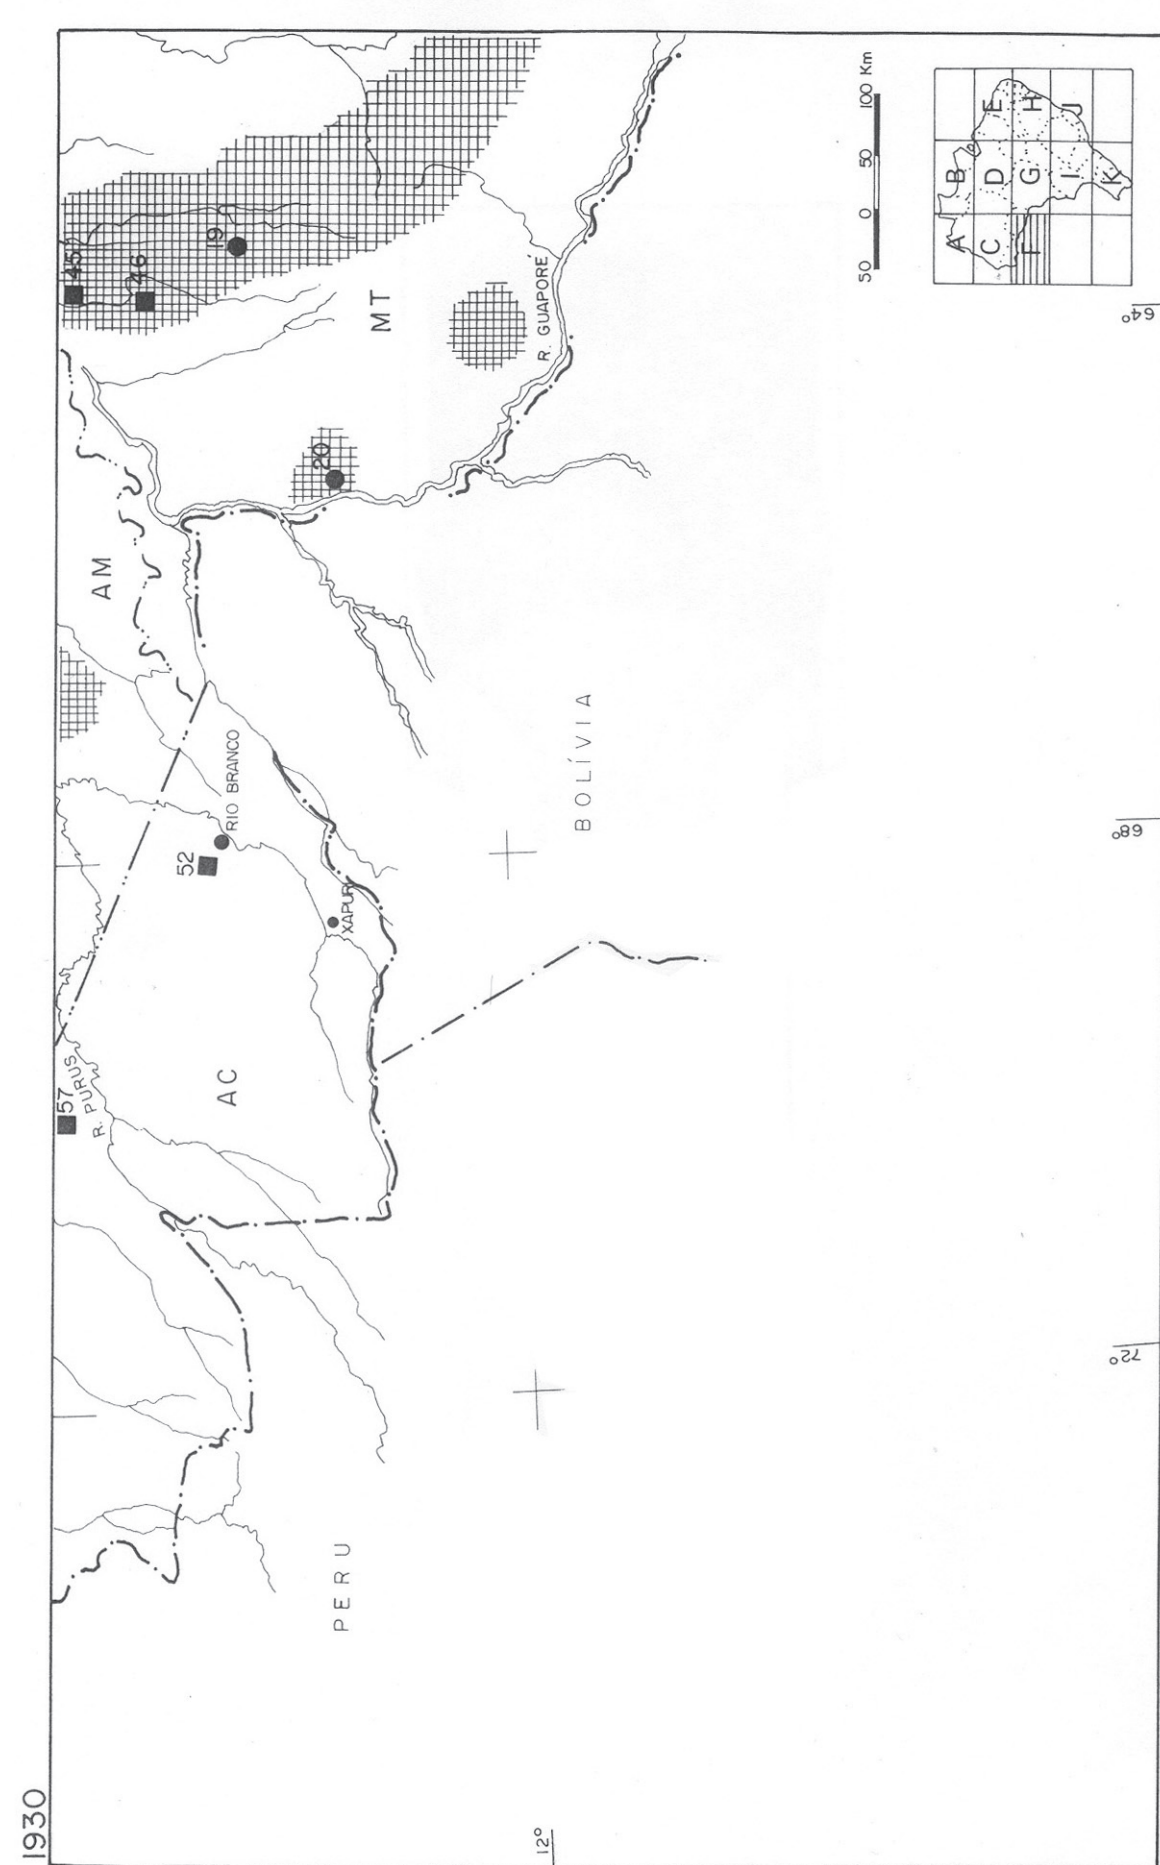 1930
45
46
19
MT
R. GUAPORÉ
20
AM
RIO BRANCO
52
XAPURI
BOLÍVIA
57
R. PURUS
AC
PERU
12°
64°
68°
72°
50 0 50 100 Km
A B
C D E
F G H
I J
K